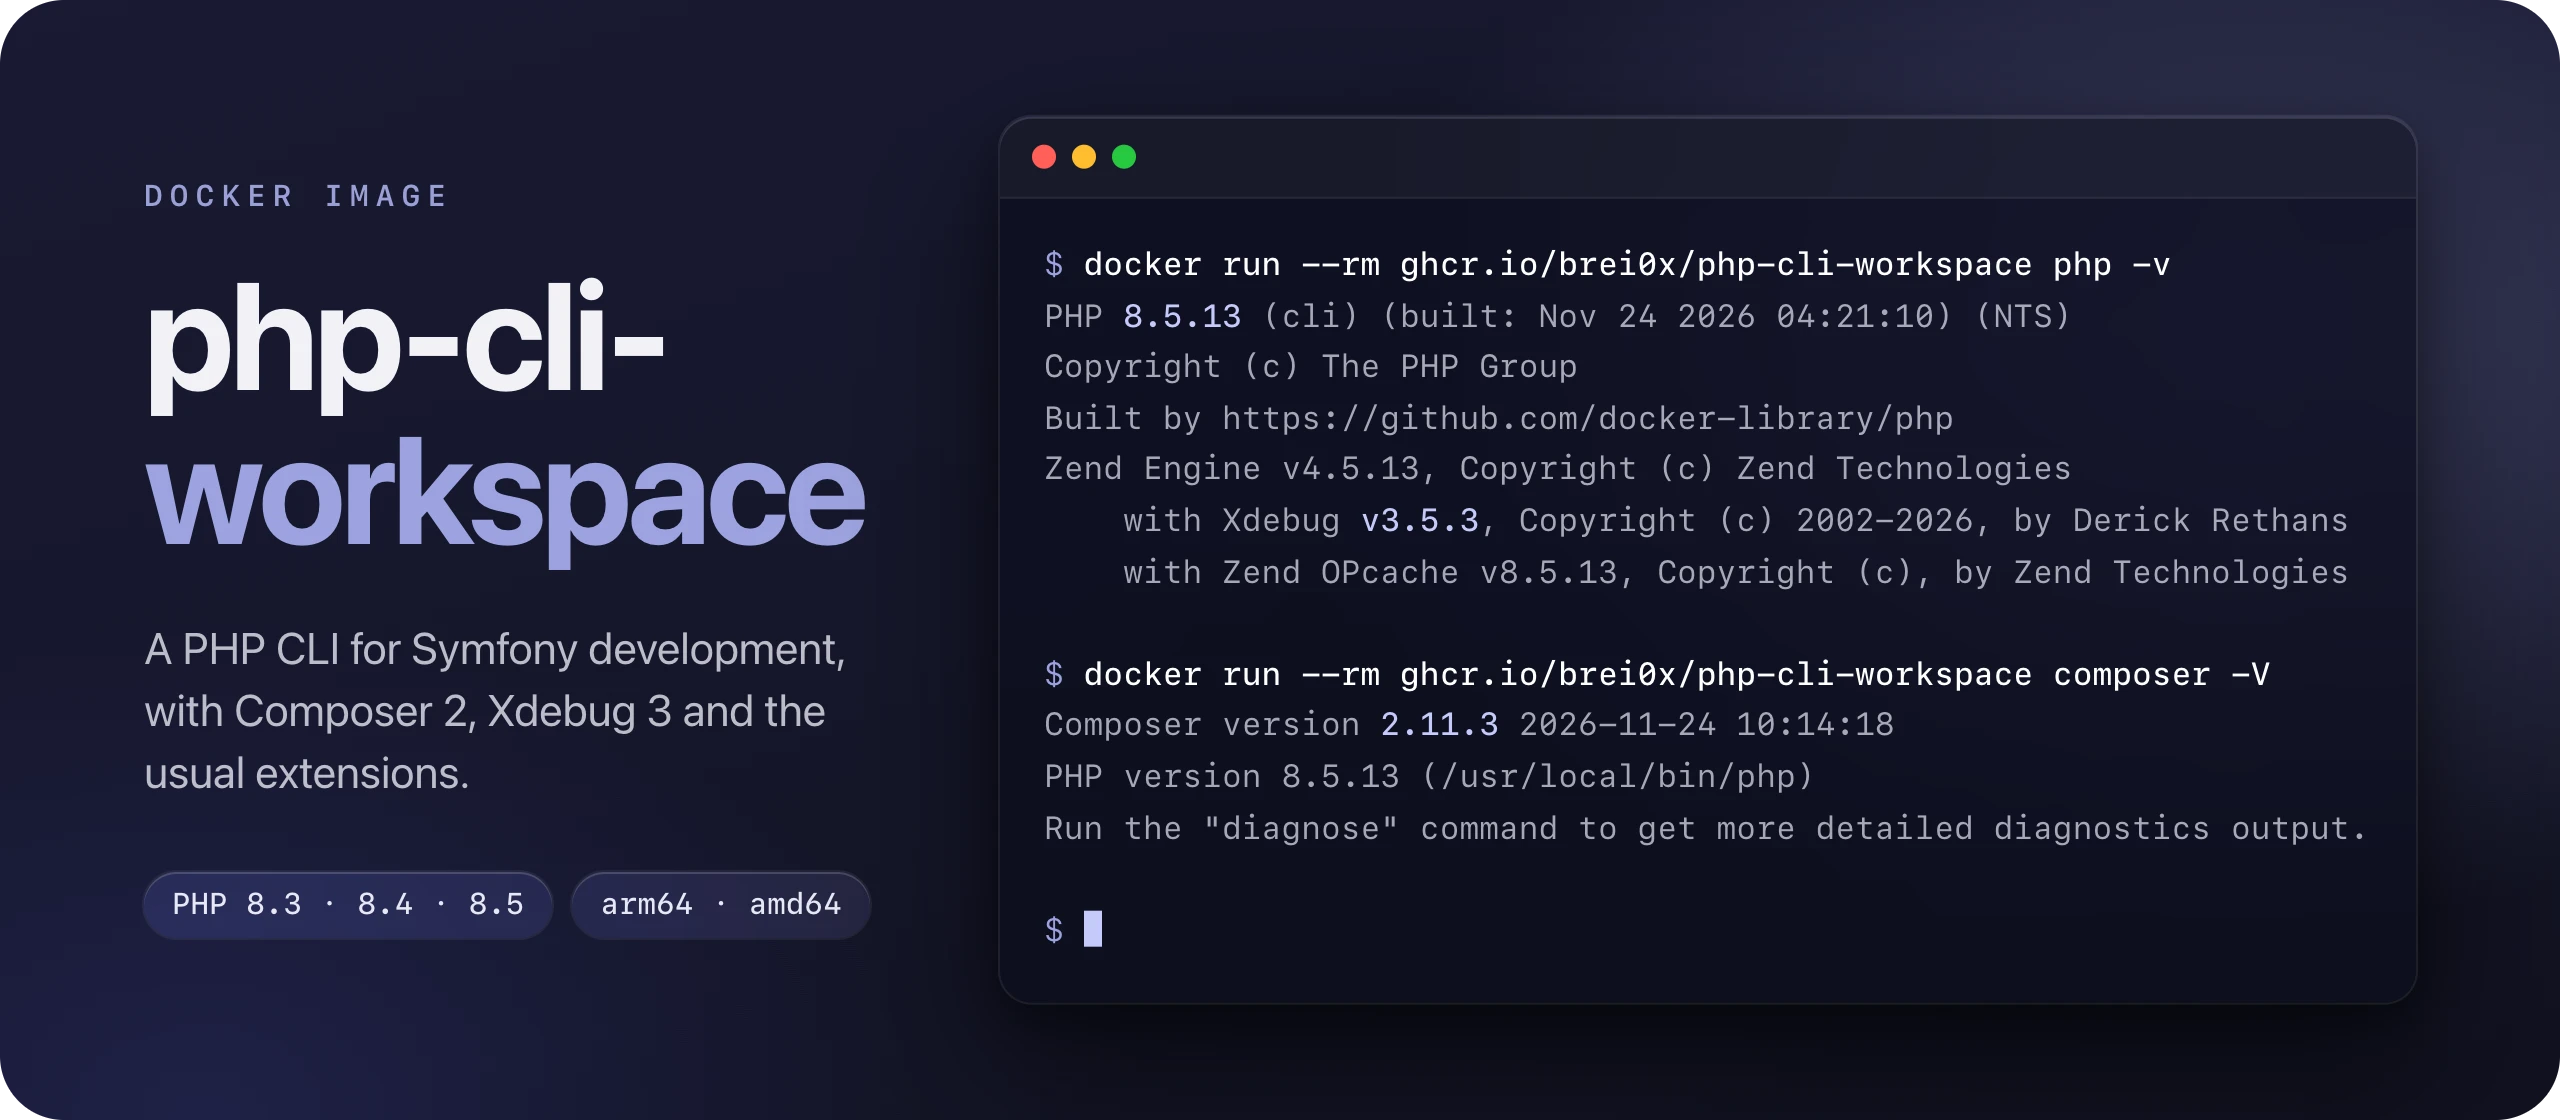 DOCKER IMAGE
php-cli-
workspace
A PHP CLI for Symfony development,
with Composer 2, Xdebug 3 and the
usual extensions.
PHP 8.3 · 8.4 · 8.5
arm64 · amd64
$ docker run --rm ghcr.io/brei0x/php-cli-workspace php -v
PHP 8.5.13 (cli) (built: Nov 24 2026 04:21:10) (NTS)
Copyright (c) The PHP Group
Built by https://github.com/docker-library/php
Zend Engine v4.5.13, Copyright (c) Zend Technologies
    with Xdebug v3.5.3, Copyright (c) 2002-2026, by Derick Rethans
    with Zend OPcache v8.5.13, Copyright (c), by Zend Technologies
$ docker run --rm ghcr.io/brei0x/php-cli-workspace composer -V
Composer version 2.11.3 2026-11-24 10:14:18
PHP version 8.5.13 (/usr/local/bin/php)
Run the "diagnose" command to get more detailed diagnostics output.
$